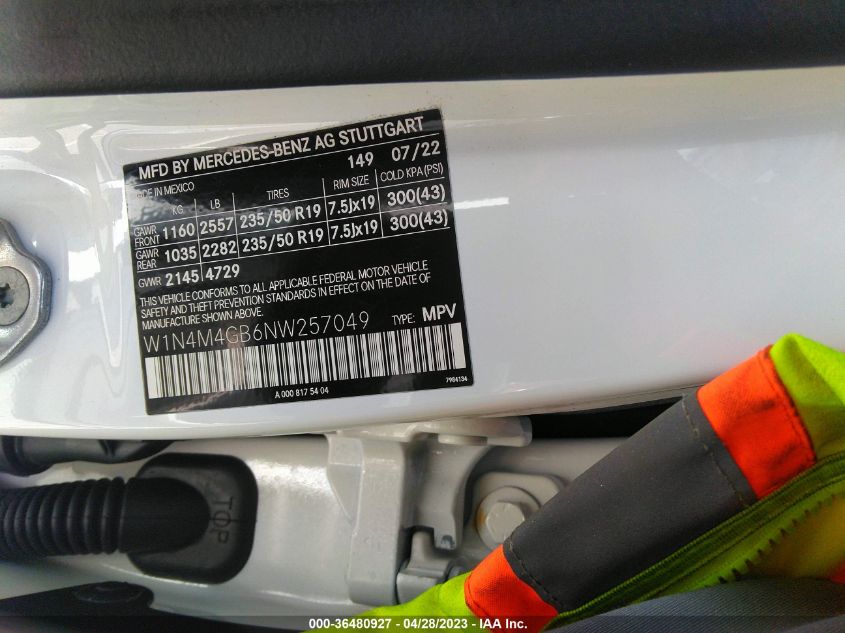 MFD BY MERCEDES-BENZ AG STUTTGART
149 07/22
DE IN MEXICO
KG LB TIRES RIM SIZE COLD KPA(PSI)
GAWR FRONT 1160 2557 235/50 R19 7.5Jx19 300(43)
GAWR REAR 1035 2282 235/50 R19 7.5Jx19 300(43)
GVWR 2145 4729
THIS VEHICLE CONFORMS TO ALL APPLICABLE FEDERAL MOTOR VEHICLE
SAFETY AND THEFT PREVENTION STANDARDS IN EFFECT ON THE DATE OF
MANUFACTURE SHOWN ABOVE.
W1N4M4GB6NW257049 TYPE: MPV
A 000 817 54 04 7984134
TOP
000-36480927 - 04/28/2023 - IAA Inc.